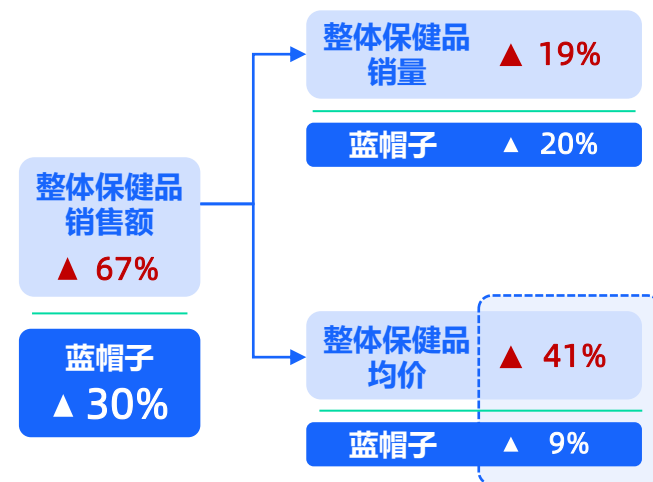 整体保健品
销量
▲ 19%
蓝帽子 ▲ 20%
整体保健品
销售额
▲ 67%
蓝帽子
▲ 30%
整体保健品
均价
▲ 41%
蓝帽子 ▲ 9%